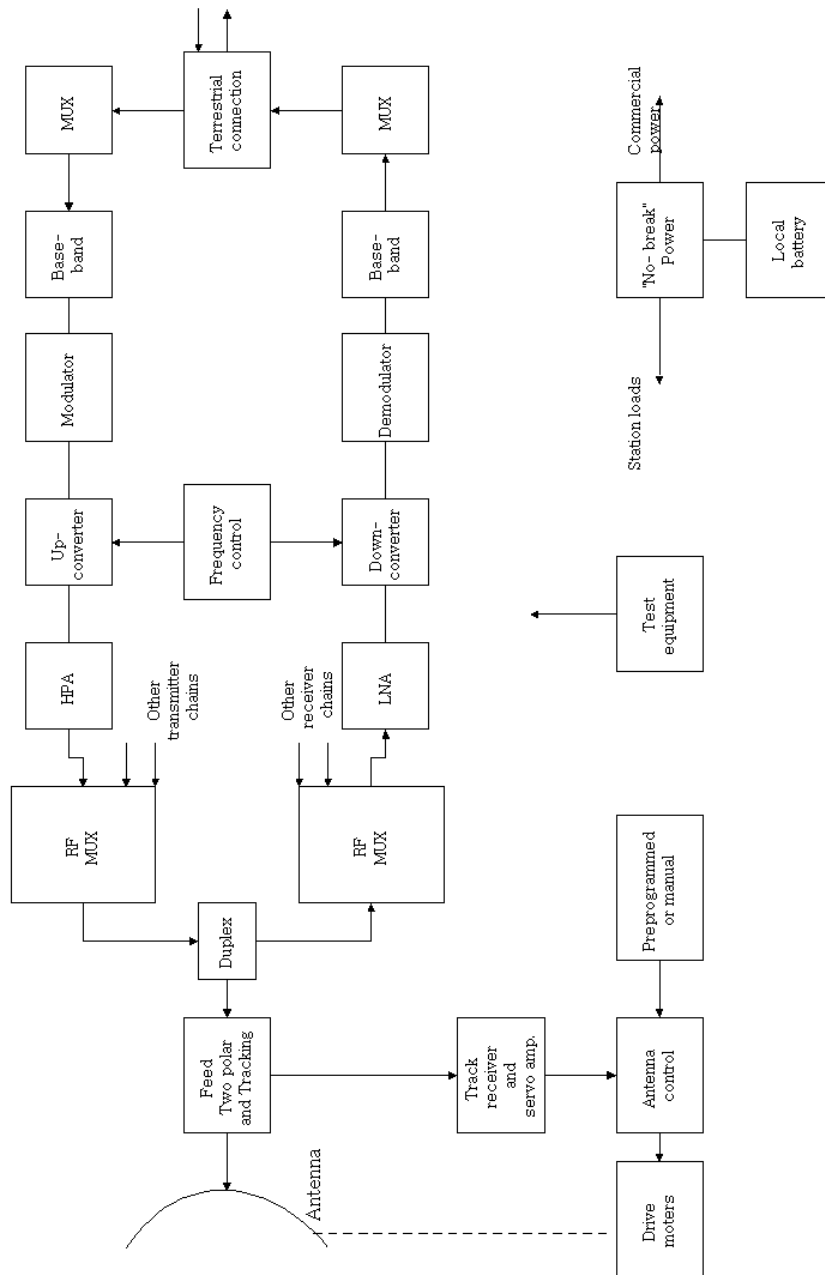 Antenna
Feed
Two polar
and Tracking
Duplex
RF
MUX
Other
transmitter
chains
HPA
Up-
converter
Modulator
Base-
band
MUX
Terrestrial
connection
Frequency
control
RF
MUX
Other
receiver
chains
LNA
Down-
converter
Demodulator
Base-
band
MUX
Track
receiver
and
servo amp.
Drive
moters
Antenna
control
Preprogrammed
or manual
Test
equipment
Station loads
"No- break"
Power
Commercial
power
Local
battery